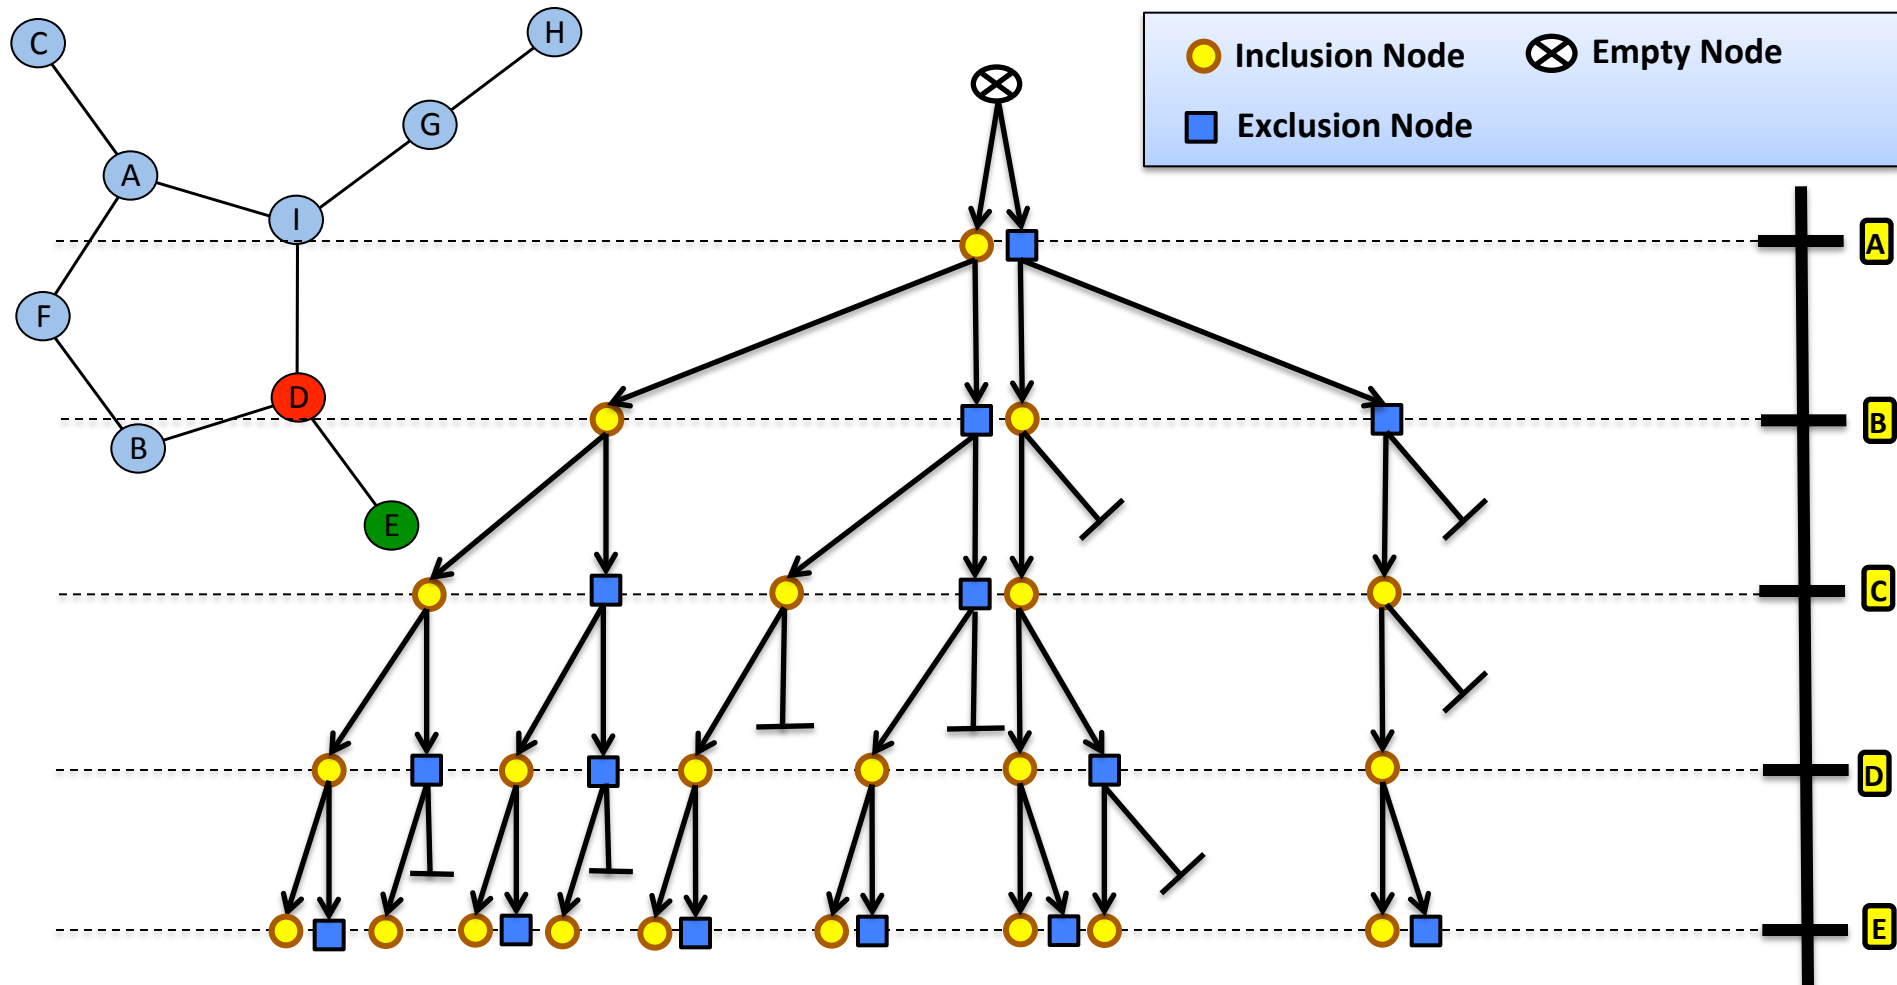 C
H
G
A
I
F
D
B
E
Inclusion Node
Empty Node
Exclusion Node
A
B
C
D
E